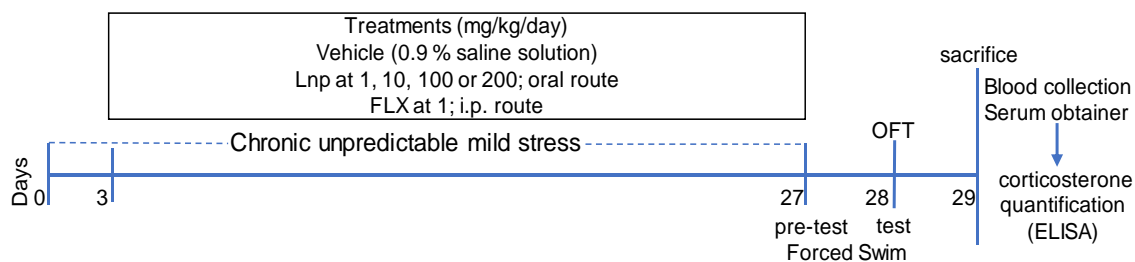 Treatments (mg/kg/day)
Vehicle (0.9 % saline solution)
Lnp at 1, 10, 100 or 200; oral route
FLX at 1; i.p. route
sacrifice
Blood collection
Serum obtainer
OFT
Chronic unpredictable mild stress
Days
0
3
27
28
29
corticosterone
quantification
(ELISA)
pre-test
test
Forced Swim